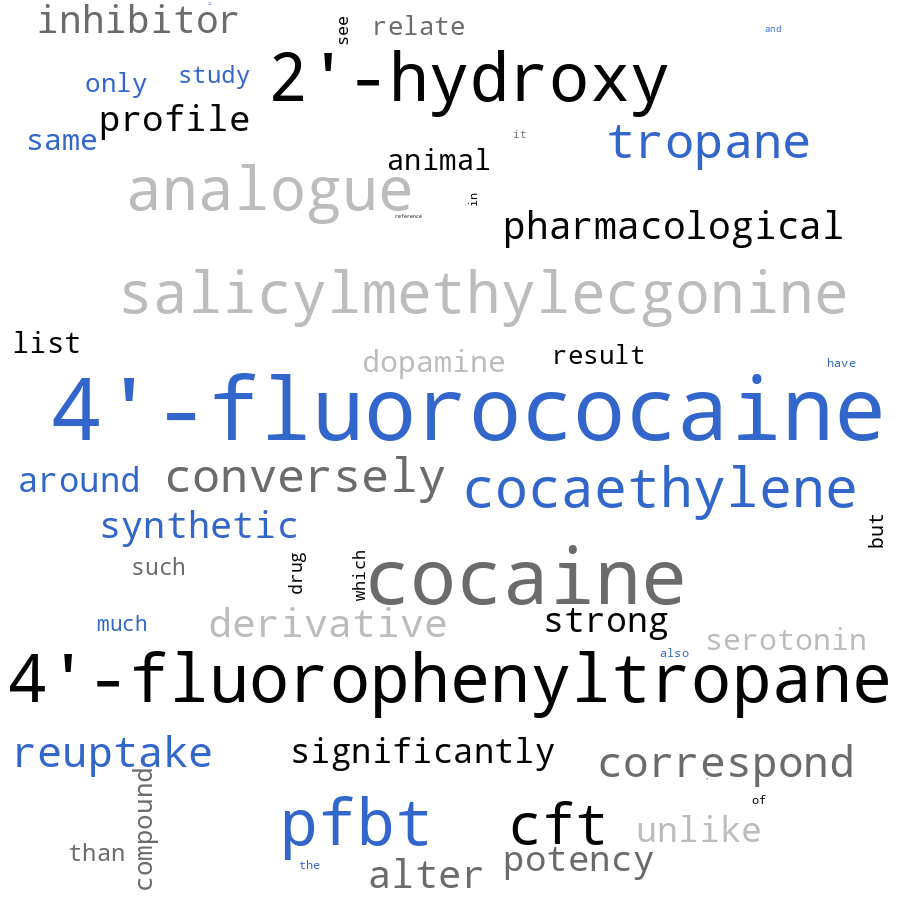 inhibitor
see
relate
and
2'-hydroxy
only
study
profile
same
it
tropane
animal
analogue
in
reference
pharmacological
salicylmethylecgonine
list
dopamine
result
have
4'-fluorococaine
around
conversely
cocaethylene
synthetic
but
such
drug
which
cocaine
much
derivative
strong
serotonin
also
4'-fluorophenyltropane
reuptake
significantly
correspond
compound
of
pfbt
cft
unlike
than
the
alter
potency